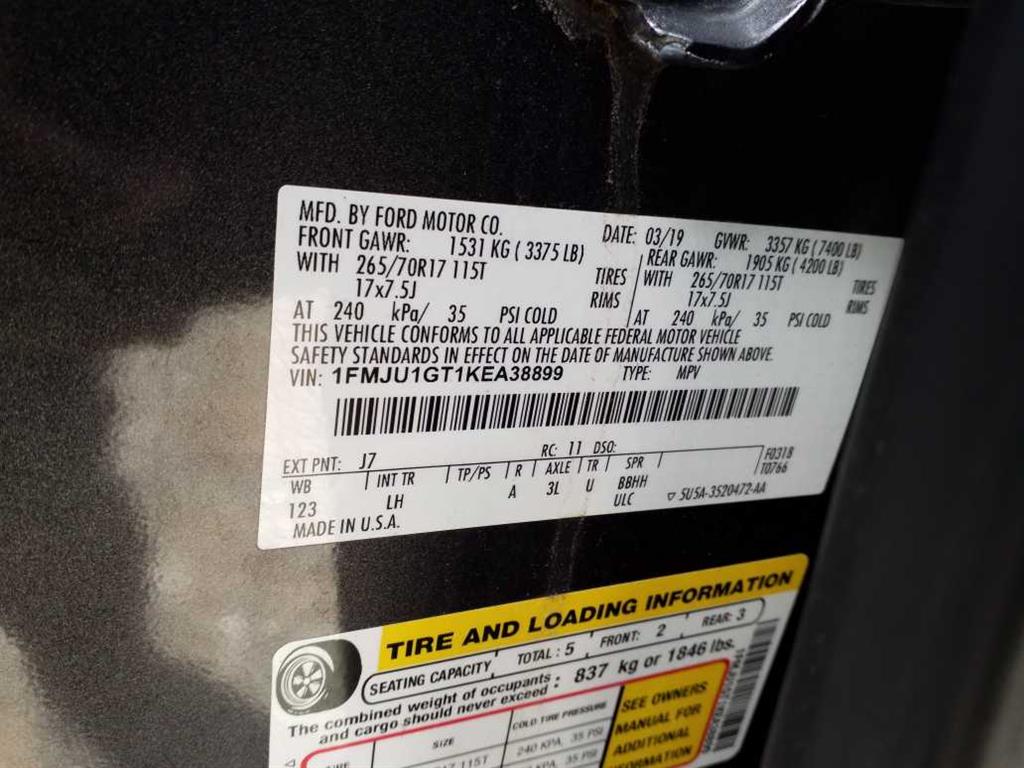 MFD. BY FORD MOTOR CO. DATE: 03/19 GVWR: 3357 KG ( 7400 LB)
FRONT GAWR: 1531 KG ( 3375 LB) REAR GAWR: 1905 KG ( 4200 LB)
WITH 265/70R17 115T TIRES WITH 265/70R17 115T TIRES
17x7.5J RIMS 17x7.5J RIMS
AT 240 kPa/ 35 PSI COLD AT 240 kPa/ 35 PSI COLD
THIS VEHICLE CONFORMS TO ALL APPLICABLE FEDERAL MOTOR VEHICLE
SAFETY STANDARDS IN EFFECT ON THE DATE OF MANUFACTURE SHOWN ABOVE.
VIN: 1FMJU1GT1KEA38899 TYPE: MPV
EXT PNT: J7 RC: 11 DSO: F0318
WB INT TR TP/PS R AXLE TR SPR T0766
123 LH A 3L U BBHH
ULC 5U5A-3520472-AA
MADE IN U.S.A.
TIRE AND LOADING INFORMATION
SEATING CAPACITY TOTAL : 5 FRONT: 2 REAR: 3
The combined weight of occupants : 837 kg or 1846 lbs.
and cargo should never exceed
SIZE COLD TIRE PRESSURE SEE OWNERS
240 KPA, 35 PSI MANUAL FOR
ADDITIONAL